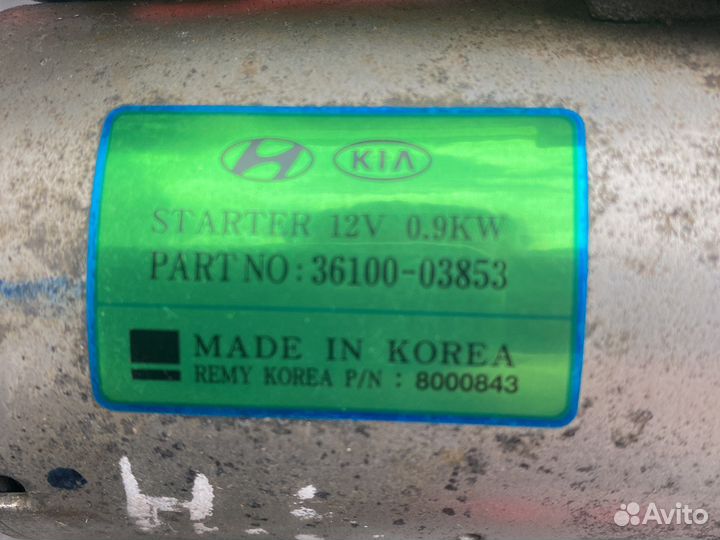 KIA
STARTER 12V 0.9KW
PART NO : 36100-03853
MADE IN KOREA
REMY KOREA P/N : 8000843
H
Avito